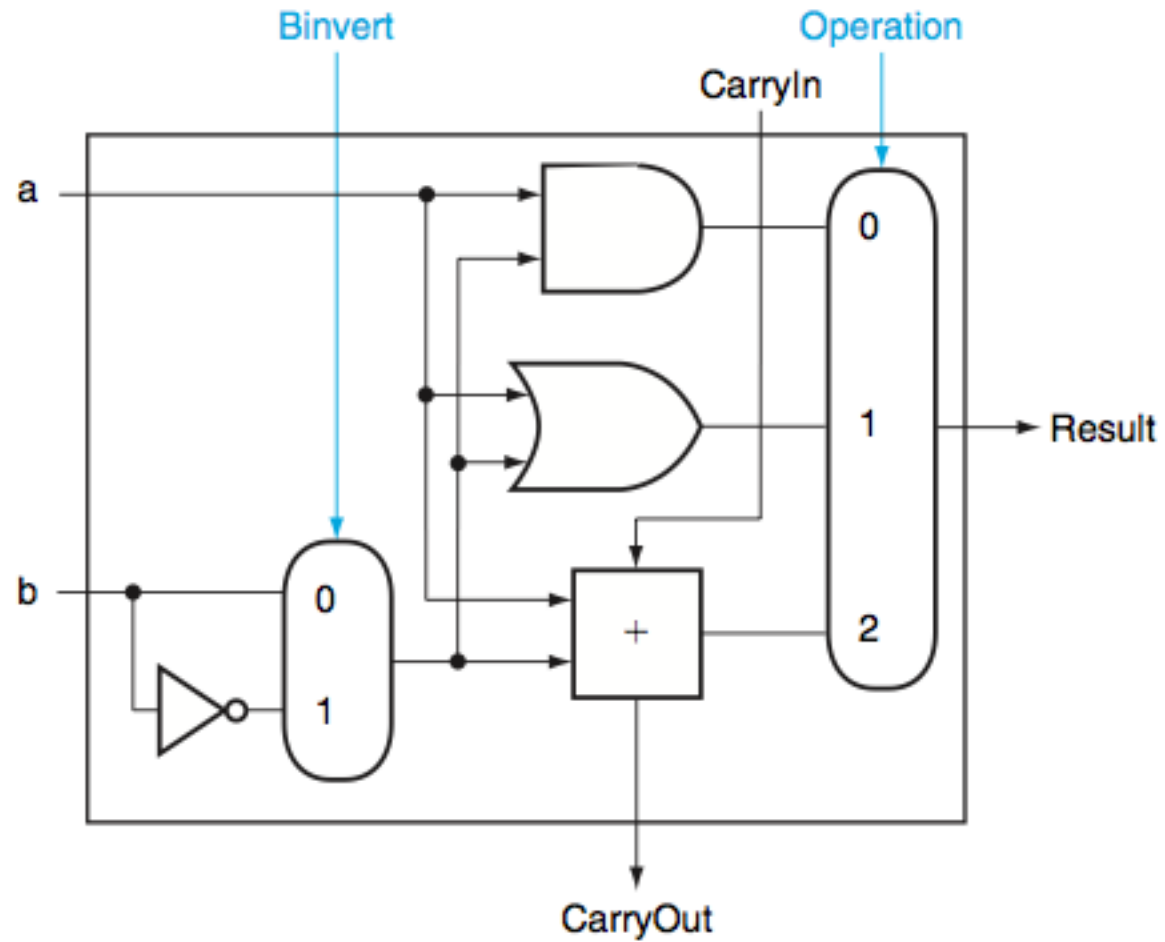 Binvert
Operation
CarryIn
a
0
1
Result
b
0
+
2
1
CarryOut